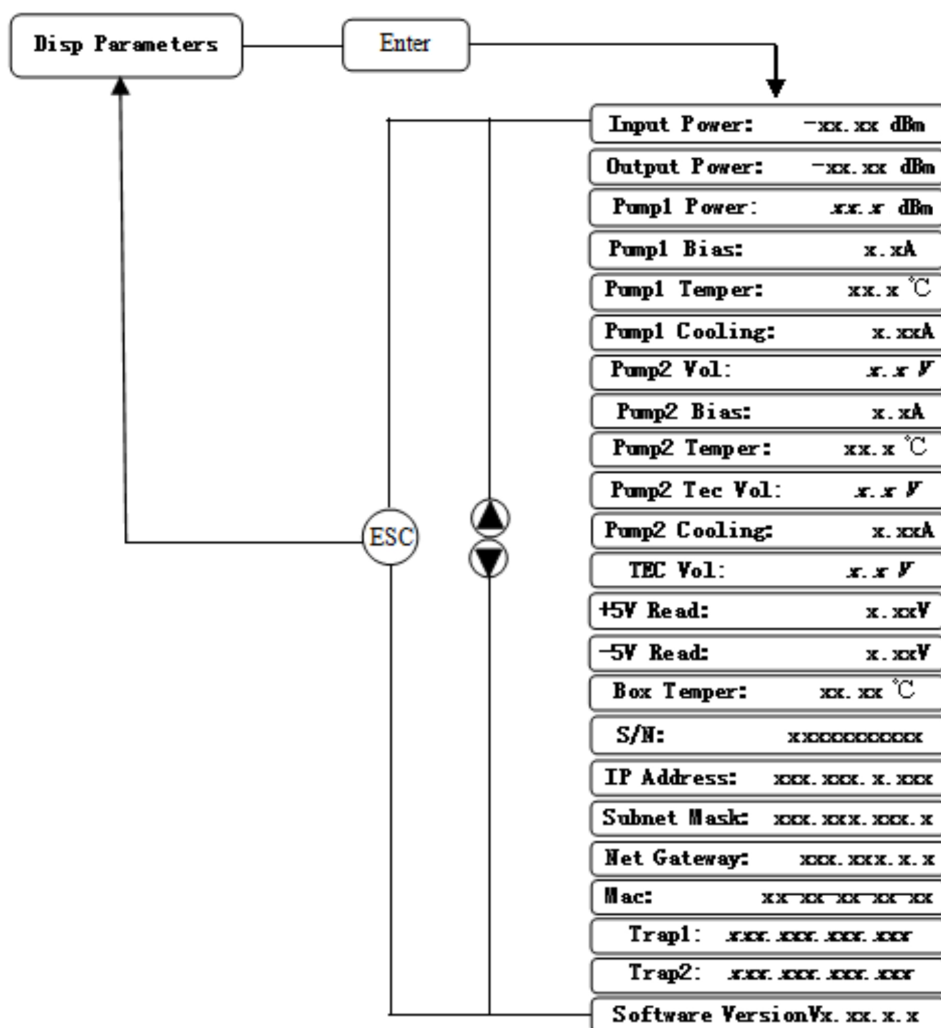 Disp Parameters
Enter
Input Power: -xx.xx dBm
Output Power: -xx.xx dBm
Pump1 Power: xx.x dBm
Pump1 Bias: x.xA
Pump1 Temper: xx.x ℃
Pump1 Cooling: x.xxA
Pump2 Vol: x.x V
Pump2 Bias: x.xA
Pump2 Temper: xx.x ℃
Pump2 Tec Vol: x.x V
ESC
Pump2 Cooling: x.xxA
TEC Vol: x.x V
+5V Read: x.xxV
-5V Read: x.xxV
Box Temper: xx.xx ℃
S/N: xxxxxxxxxxx
IP Address: xxx.xxx.x.xxx
Subnet Mask: xxx.xxx.xxx.x
Net Gateway: xxx.xxx.x.x
Mac: xx-xx-xx-xx-xx
Trap1: xxx.xxx.xxx.xxx
Trap2: xxx.xxx.xxx.xxx
Software VersionVx.xx.x.x